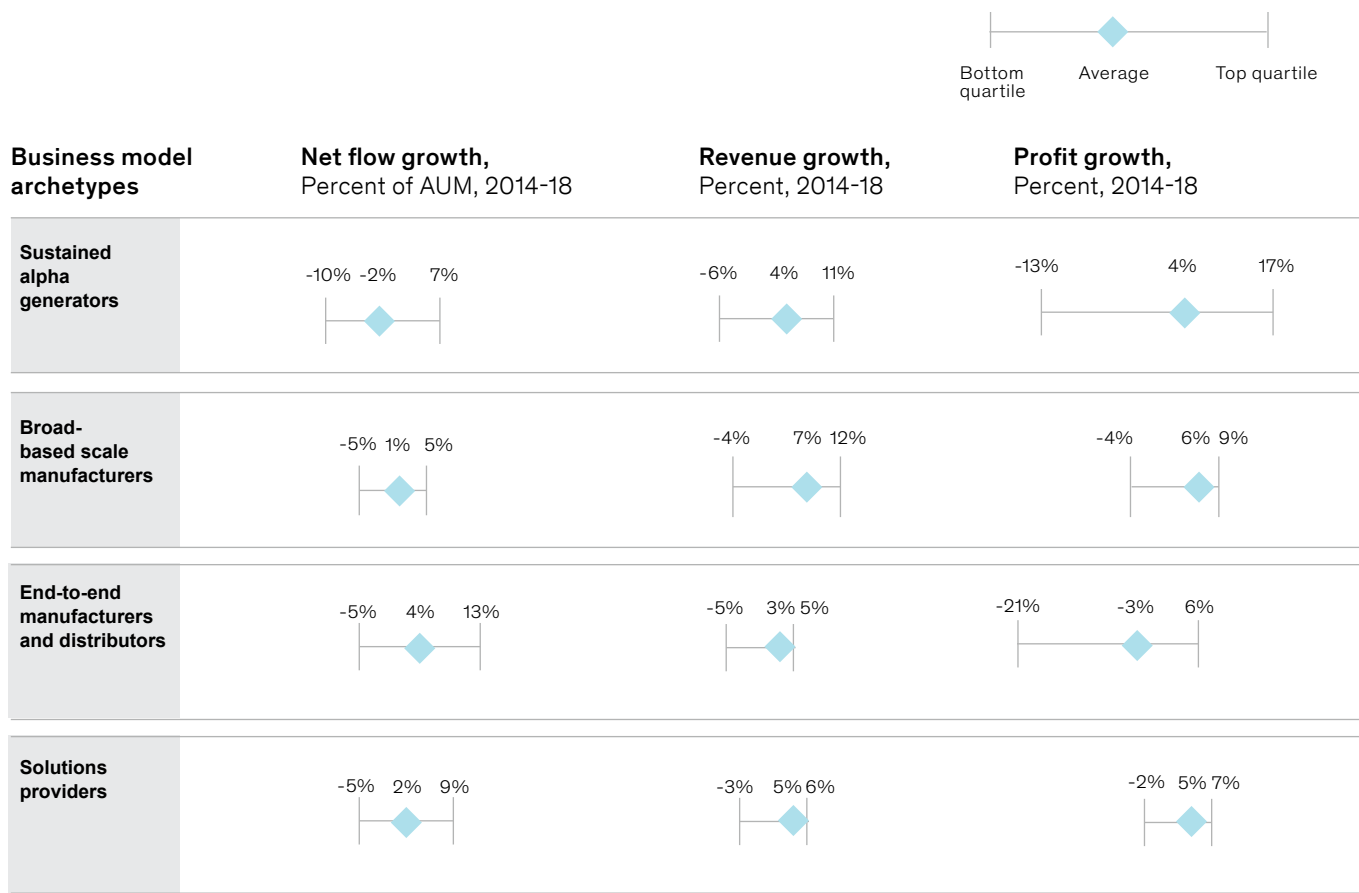 Bottom quartile
Average
Top quartile
Business model archetypes
Net flow growth,
Percent of AUM, 2014-18
Revenue growth,
Percent, 2014-18
Profit growth,
Percent, 2014-18
Sustained
alpha
generators
-10% -2% 7%
-6% 4% 11%
-13% 4% 17%
Broad-
based scale
manufacturers
-5% 1% 5%
-4% 7% 12%
-4% 6% 9%
End-to-end
manufacturers
and distributors
-5% 4% 13%
-5% 3% 5%
-21% -3% 6%
Solutions
providers
-5% 2% 9%
-3% 5% 6%
-2% 5% 7%